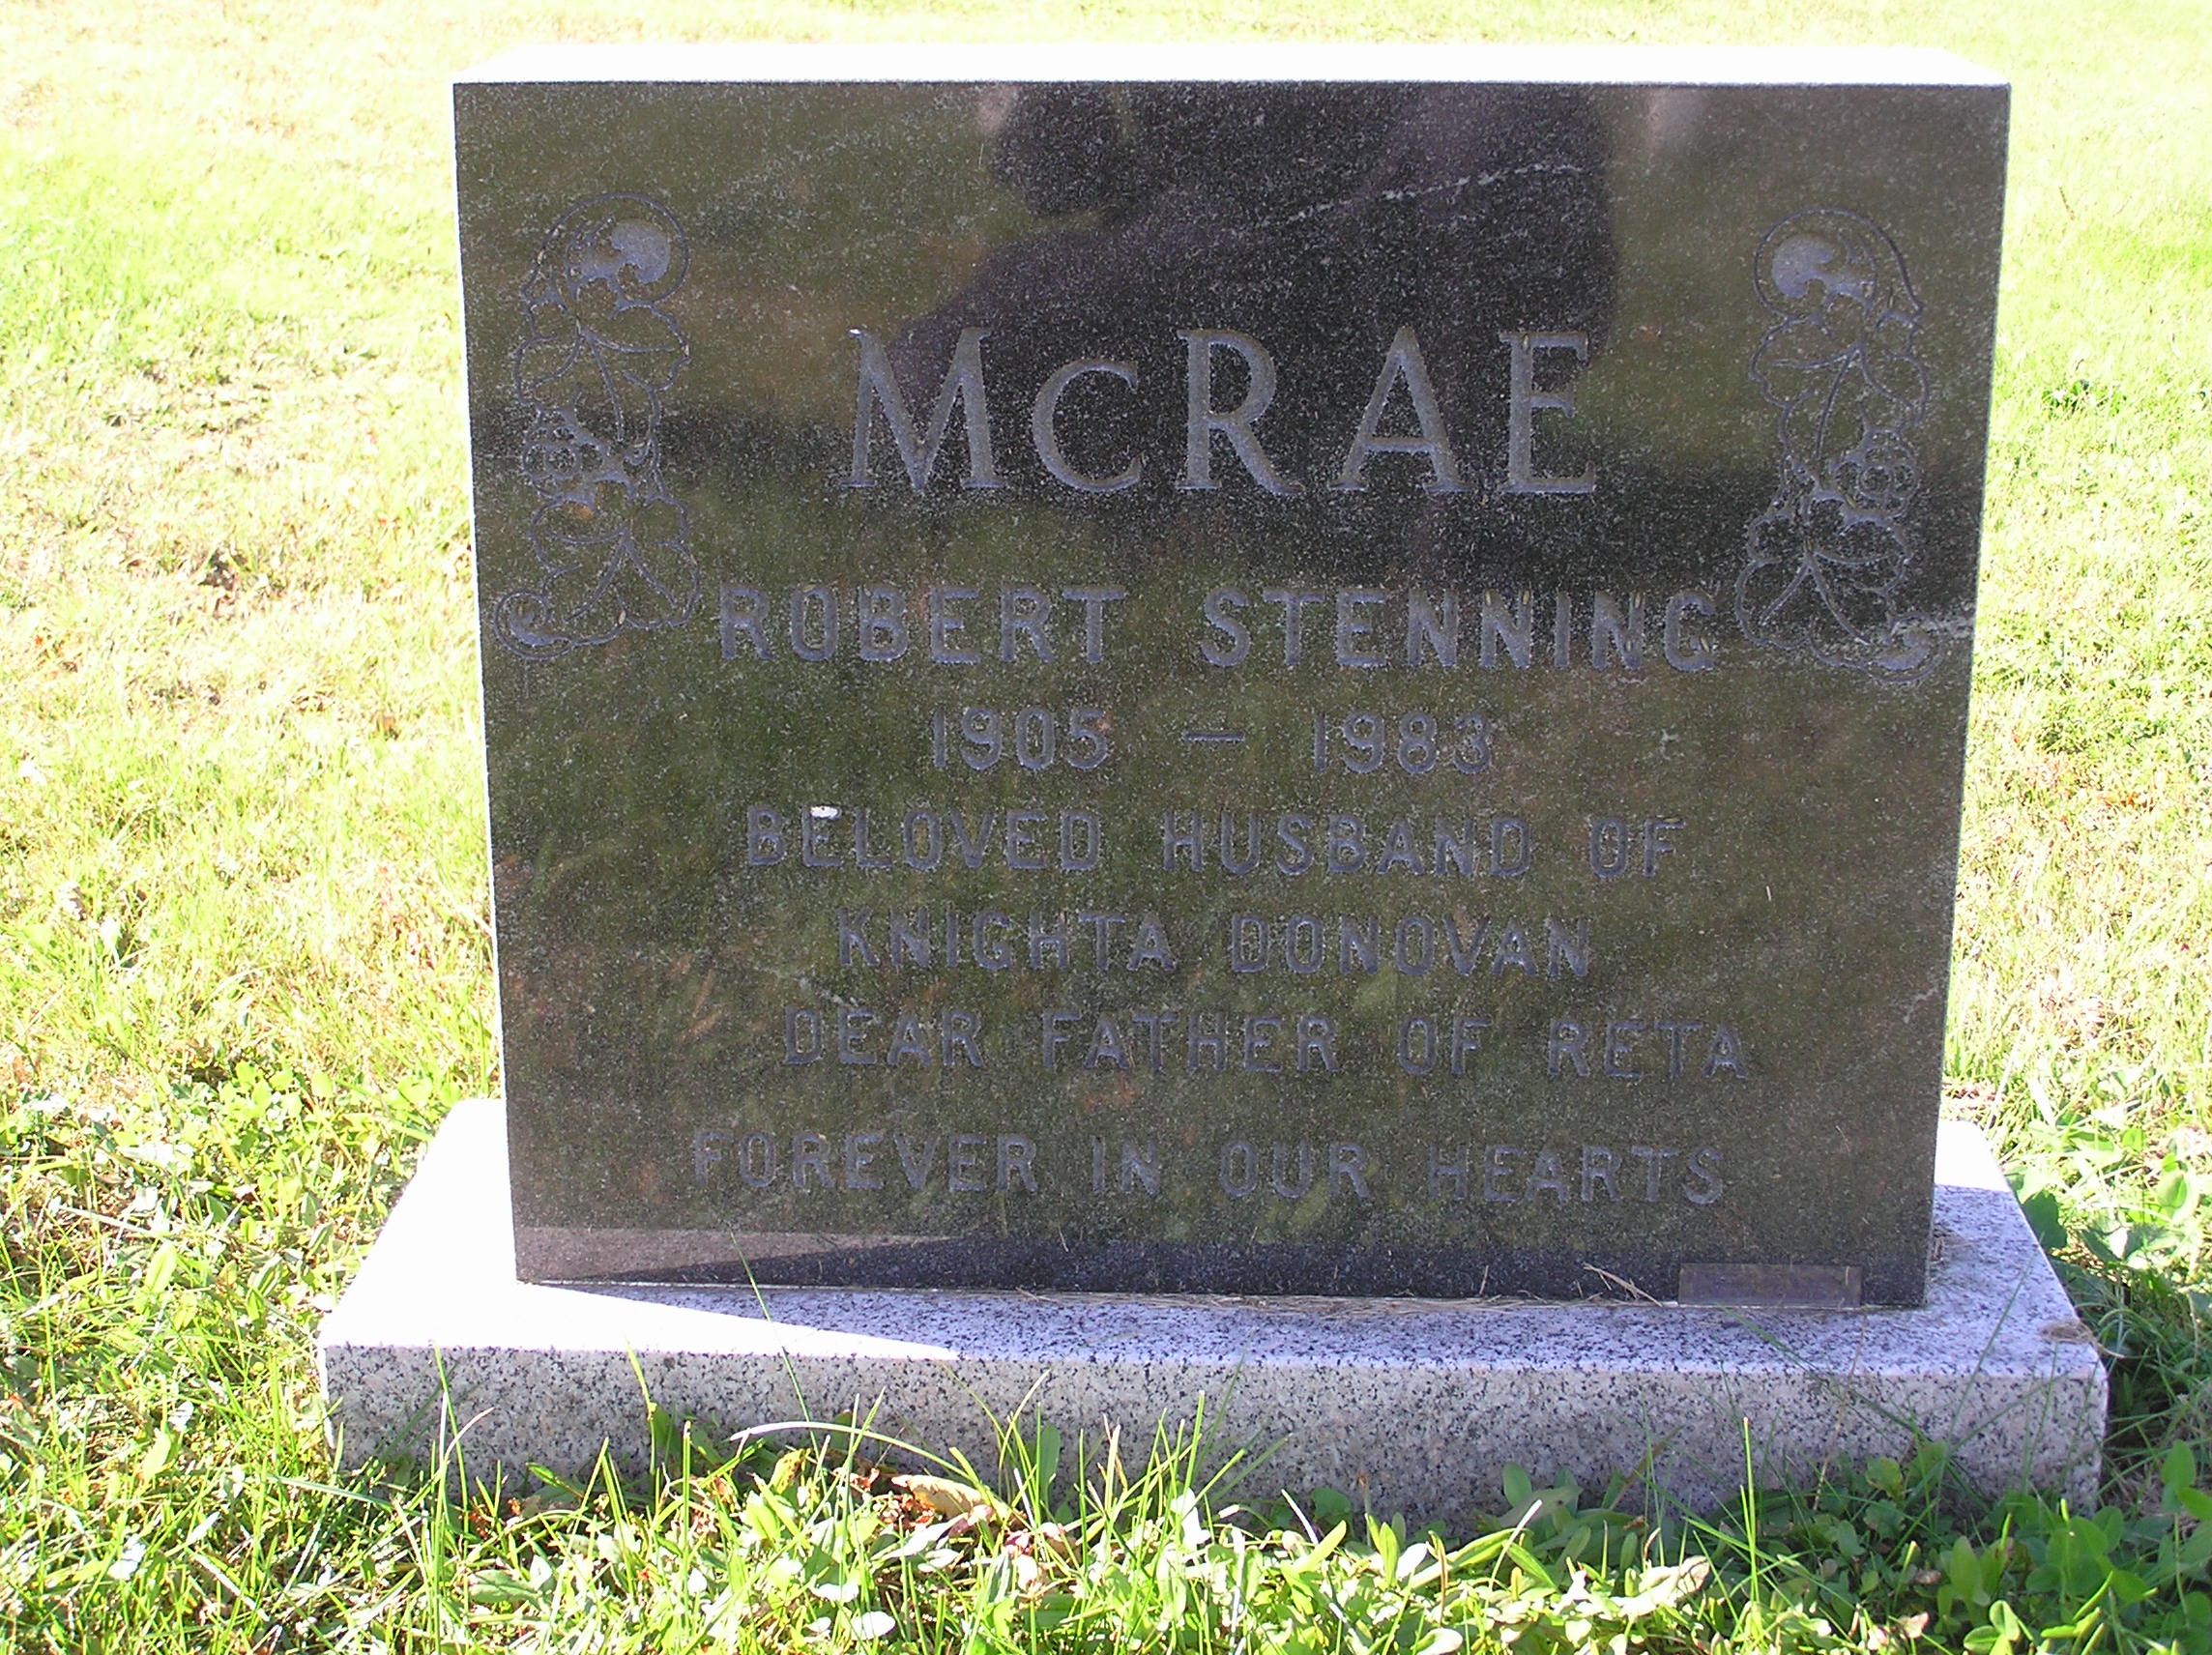 McRAE
ROBERT STENNING
1905 — 1983
BELOVED HUSBAND OF
KNIGHTA DONOVAN
DEAR FATHER OF RETA
FOREVER IN OUR HEARTS